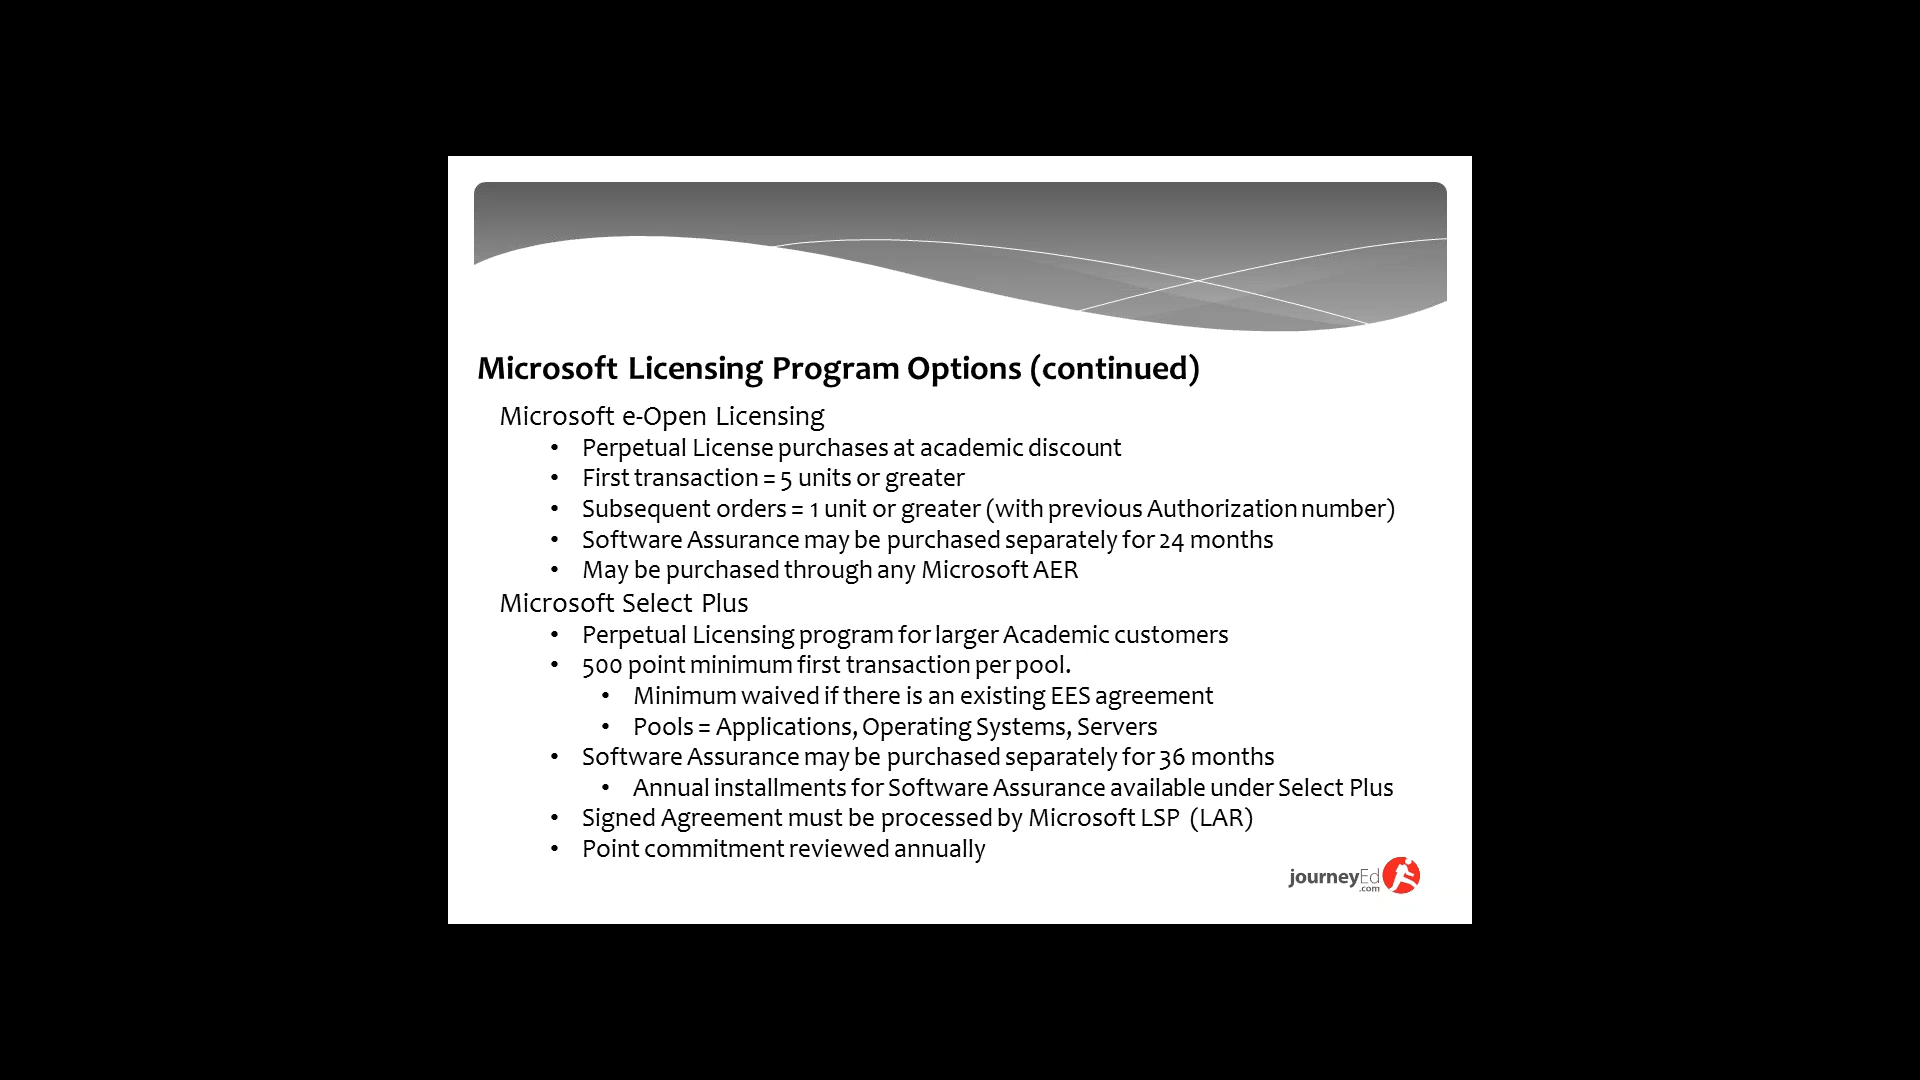 Microsoft Licensing Program Options (continued)
Microsoft e-Open Licensing
• Perpetual License purchases at academic discount
• First transaction = 5 units or greater
• Subsequent orders = 1 unit or greater (with previous Authorization number)
• Software Assurance may be purchased separately for 24 months
• May be purchased through any Microsoft AER
Microsoft Select Plus
• Perpetual Licensing program for larger Academic customers
• 500 point minimum first transaction per pool.
• Minimum waived if there is an existing EES agreement
• Pools = Applications, Operating Systems, Servers
• Software Assurance may be purchased separately for 36 months
• Annual installments for Software Assurance available under Select Plus
• Signed Agreement must be processed by Microsoft LSP (LAR)
• Point commitment reviewed annually
journeyEd
.com